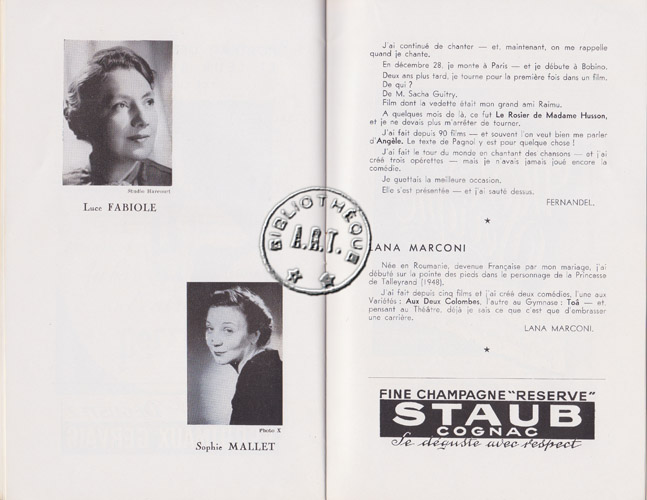 Studio Harcourt
Luce FABIOLE
Photo X
Sophie MALLET
BIBLIOTHÈQUE
A.R.T.
J'ai continué de chanter — et, maintenant, on me rappelle
quand je chante.
En décembre 28, je monte à Paris — et je débute à Bobino.
Deux ans plus tard, je tourne pour la première fois dans un film.
De qui ?
De M. Sacha Guitry.
Film dont la vedette était mon grand ami Raimu.
A quelques mois de là, ce fut Le Rosier de Madame Husson,
et je ne devais plus m'arrêter de tourner.
J'ai fait depuis 90 films — et souvent l'on veut bien me parler
d'Angèle. Le texte de Pagnol y est pour quelque chose !
J'ai fait le tour du monde en chantant des chansons — et j'ai
créé trois opérettes — mais je n'avais jamais joué encore la
comédie.
Je guettais la meilleure occasion.
Elle s'est présentée — et j'ai sauté dessus.
FERNANDEL.
LANA MARCONI
Née en Roumanie, devenue Française par mon mariage, j'ai
débuté sur la pointe des pieds dans le personnage de la Princesse
de Talleyrand (1948).
J'ai fait depuis cinq films et j'ai créé deux comédies, l'une aux
Variétés : Aux Deux Colombes, l'autre au Gymnase : Toâ — et,
pensant au Théâtre, déjà je sais ce que c'est que d'embrasser
une carrière.
LANA MARCONI.
FINE CHAMPAGNE "RESERVE"
STAUB
COGNAC
Se déguste avec respect